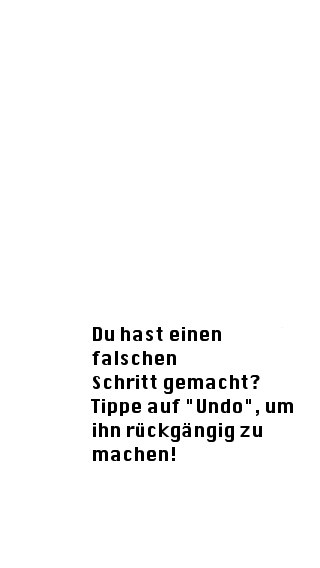 Du hast einen
falschen
Schritt gemacht?
Tippe auf "Undo", um
ihn rückgängig zu
machen!